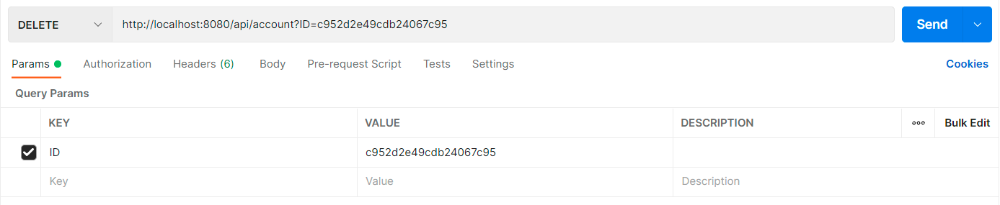 DELETE http://localhost:8080/api/account?ID=c952d2e49cdb24067c95 Send
Params Authorization Headers (6) Body Pre-request Script Tests Settings Cookies
Query Params
KEY VALUE DESCRIPTION Bulk Edit
ID c952d2e49cdb24067c95
Key Value Description